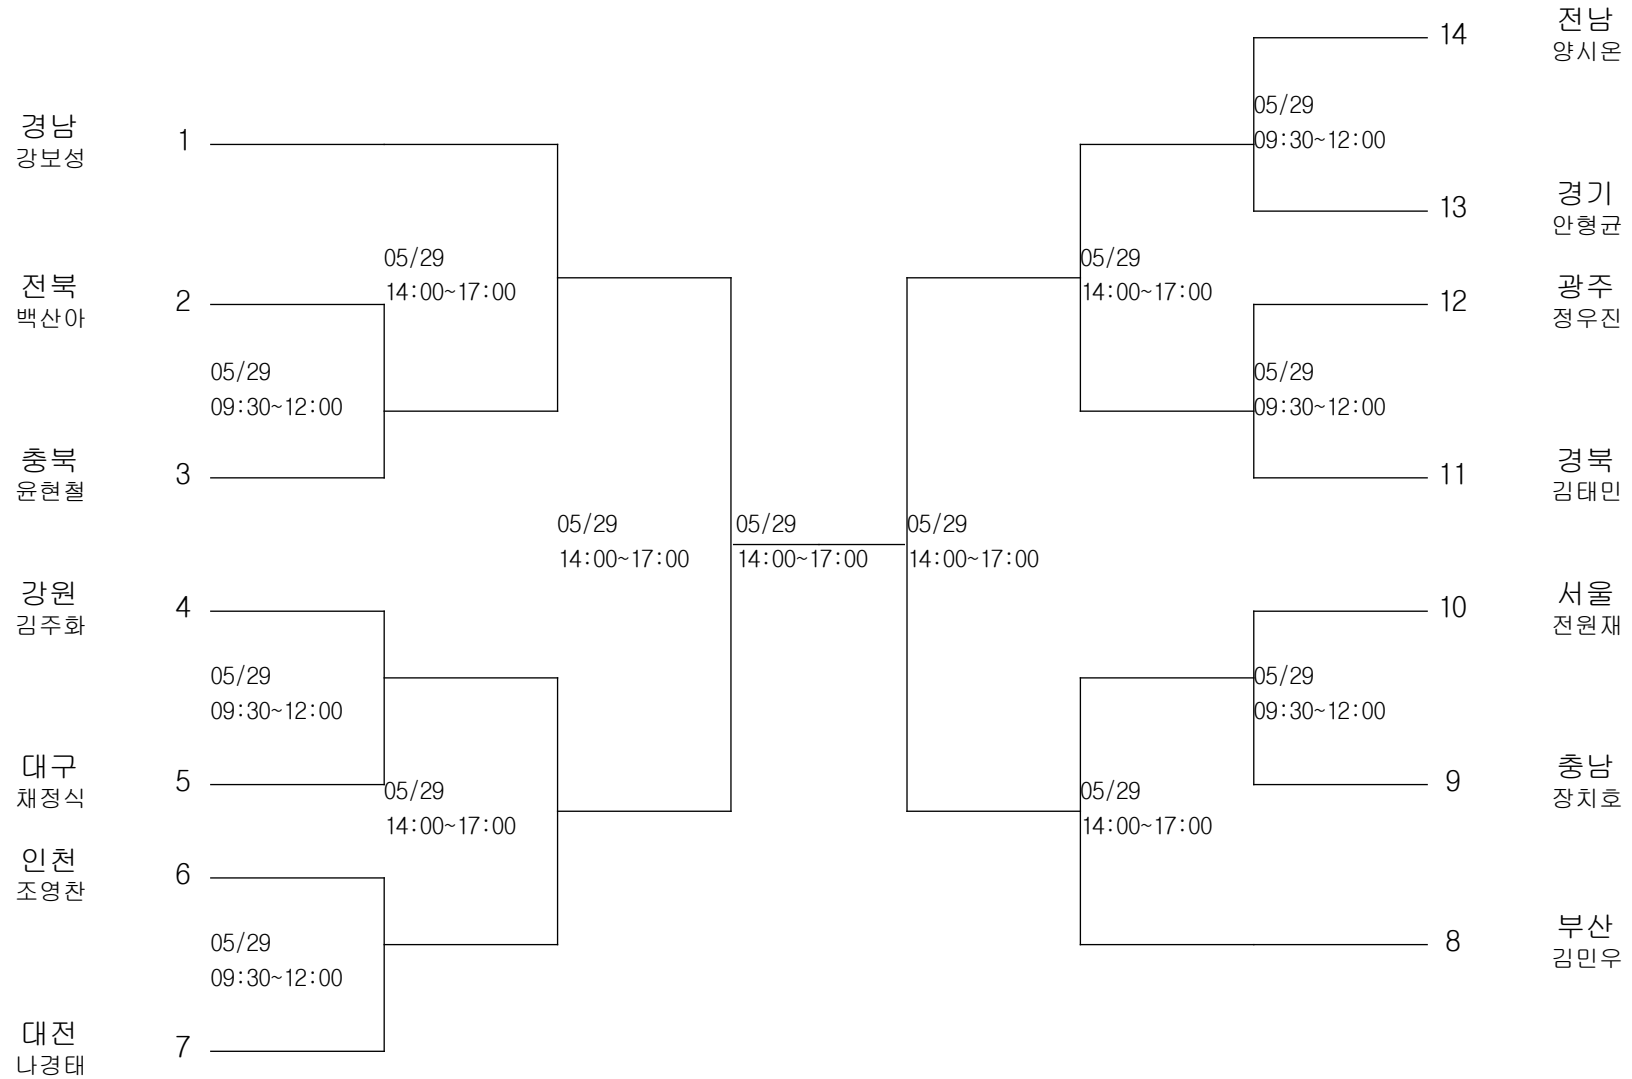 경남
강보성
1
05/29
14:00~17:00
전북
백산아
2
05/29
09:30~12:00
충북
윤현철
3
05/29
14:00~17:00
강원
김주화
4
05/29
09:30~12:00
대구
채정식
5
05/29
14:00~17:00
인천
조영찬
6
05/29
09:30~12:00
대전
나경태
7
05/29
14:00~17:00
14
전남
양시온
05/29
09:30~12:00
13
경기
안형균
05/29
14:00~17:00
12
광주
정우진
05/29
09:30~12:00
11
경북
김태민
05/29
14:00~17:00
10
서울
전원재
05/29
09:30~12:00
9
충남
장치호
05/29
14:00~17:00
8
부산
김민우